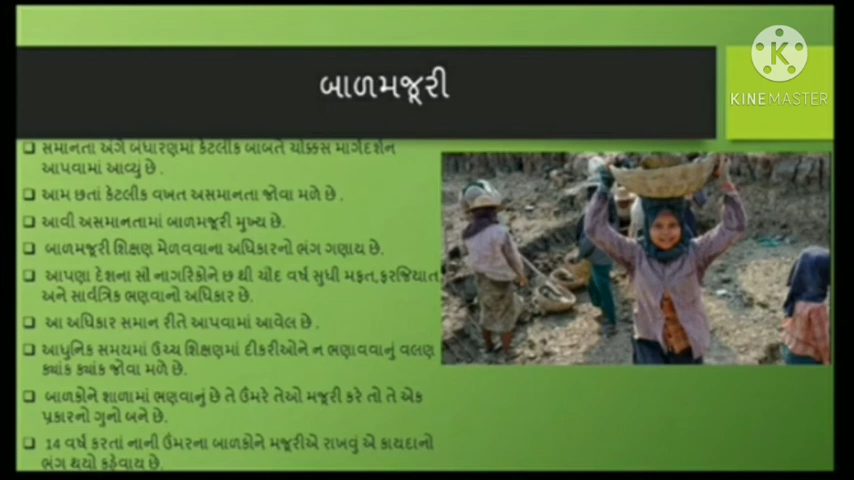 બાળમજૂરી
KINEMASTER
❑ સમાનતા અંગે બંધારણમાં કેટલીક બાબતે ચોક્કસ માર્ગદર્શન
આપવામાં આવ્યું છે .
❑ આમ છતાં કેટલીક વખત અસમાનતા જોવા મળે છે .
❑ આવી અસમાનતામાં બાળમજૂરી મુખ્ય છે.
❑ બાળમજૂરી શિક્ષણ મેળવવાના અધિકારનો ભંગ ગણાય છે.
❑ આપણા દેશના સૌ નાગરિકોને છ થી ચૌદ વર્ષ સુધી મફત,ફરજિયાત,
અને સાર્વત્રિક ભણવાનો અધિકાર છે.
❑ આ અધિકાર સમાન રીતે આપવામાં આવેલ છે .
❑ આધુનિક સમયમાં ઉચ્ચ શિક્ષણમાં દીકરીઓને ન ભણાવવાનું વલણ
ક્યાંક ક્યાંક જોવા મળે છે.
❑ બાળકોને શાળામાં ભણવાનું છે તે ઉંમરે તેઓ મજૂરી કરે તો તે એક
પ્રકારનો ગુનો બને છે.
❑ 14 વર્ષ કરતાં નાની ઉંમરના બાળકોને મજૂરીએ રાખવું એ કાયદાનો
ભંગ થયો કહેવાય છે.